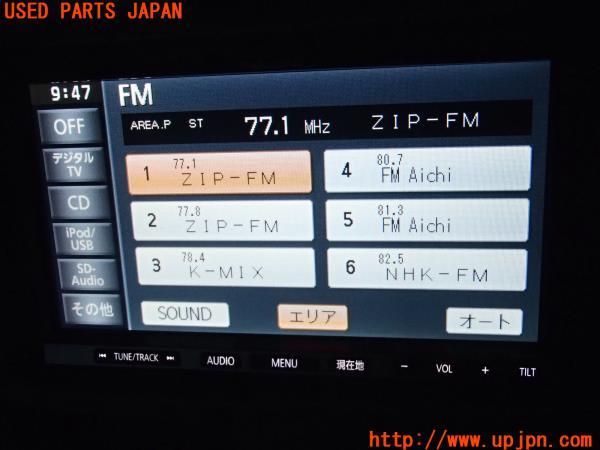 USED PARTS JAPAN
9:47 FM
AREA.P ST 77.1 MHz ZIP-FM
OFF
デジタル
TV
CD
iPod/
USB
SD-
Audio
その他
1 77.1 ZIP-FM
2 77.8 ZIP-FM
3 78.4 K-MIX
4 80.7 FM Aichi
5 81.3 FM Aichi
6 82.5 NHK-FM
SOUND エリア オート
⏮ TUNE/TRACK ⏭ AUDIO MENU 現在地 − VOL + TILT
http://www.upjpn.com/